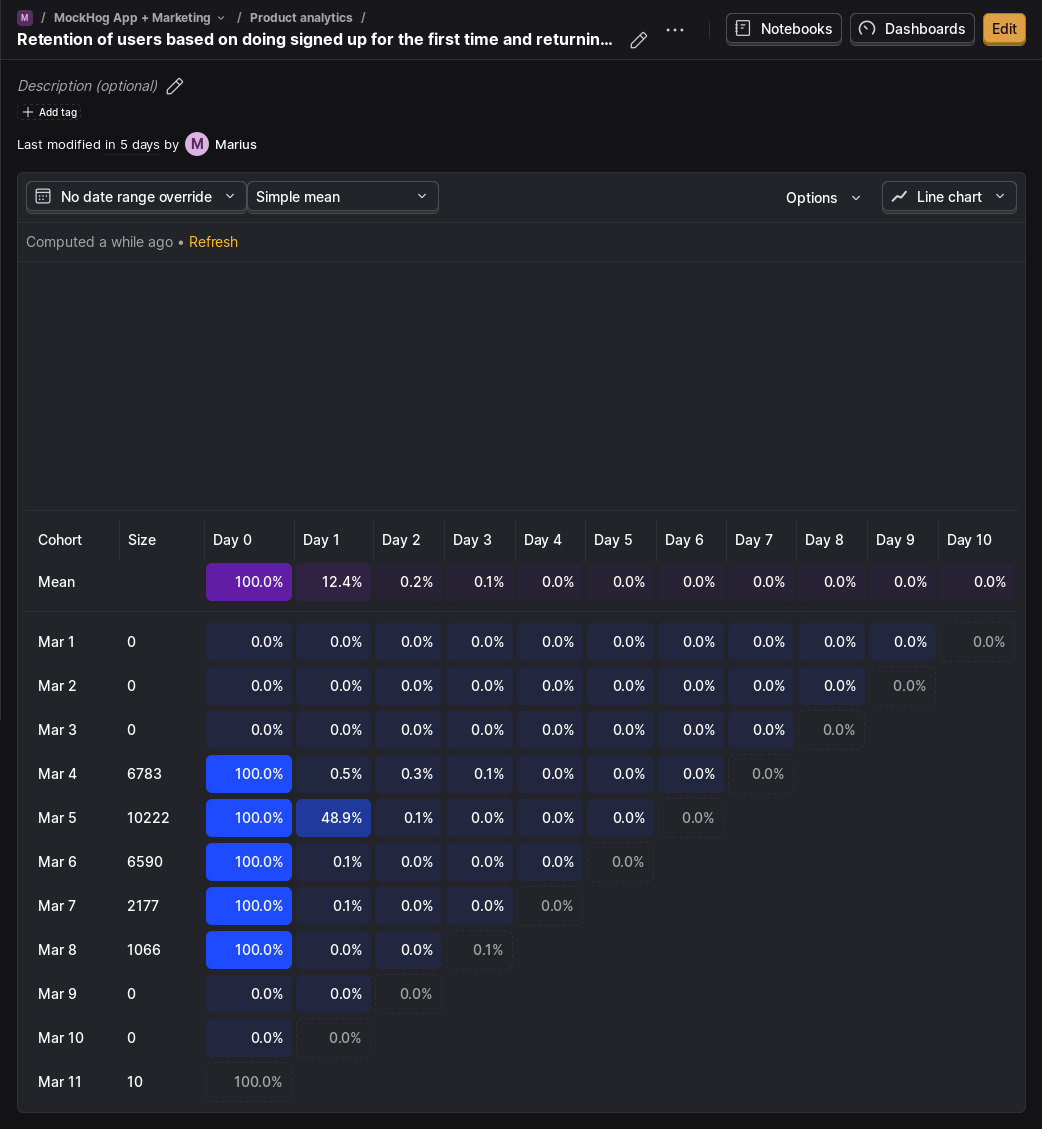 M / MockHog App + Marketing / Product analytics /
Retention of users based on doing signed up for the first time and returnin...
Notebooks
Dashboards
Edit
Description (optional)
Add tag
Last modified in 5 days by M Marius
No date range override
Simple mean
Options
Line chart
Computed a while ago • Refresh
Cohort Size Day 0 Day 1 Day 2 Day 3 Day 4 Day 5 Day 6 Day 7 Day 8 Day 9 Day 10
Mean 100.0% 12.4% 0.2% 0.1% 0.0% 0.0% 0.0% 0.0% 0.0% 0.0% 0.0%
Mar 1 0 0.0% 0.0% 0.0% 0.0% 0.0% 0.0% 0.0% 0.0% 0.0% 0.0% 0.0%
Mar 2 0 0.0% 0.0% 0.0% 0.0% 0.0% 0.0% 0.0% 0.0% 0.0% 0.0%
Mar 3 0 0.0% 0.0% 0.0% 0.0% 0.0% 0.0% 0.0% 0.0% 0.0%
Mar 4 6783 100.0% 0.5% 0.3% 0.1% 0.0% 0.0% 0.0% 0.0%
Mar 5 10222 100.0% 48.9% 0.1% 0.0% 0.0% 0.0% 0.0%
Mar 6 6590 100.0% 0.1% 0.0% 0.0% 0.0% 0.0%
Mar 7 2177 100.0% 0.1% 0.0% 0.0% 0.0%
Mar 8 1066 100.0% 0.0% 0.0% 0.1%
Mar 9 0 0.0% 0.0% 0.0%
Mar 10 0 0.0% 0.0%
Mar 11 10 100.0%